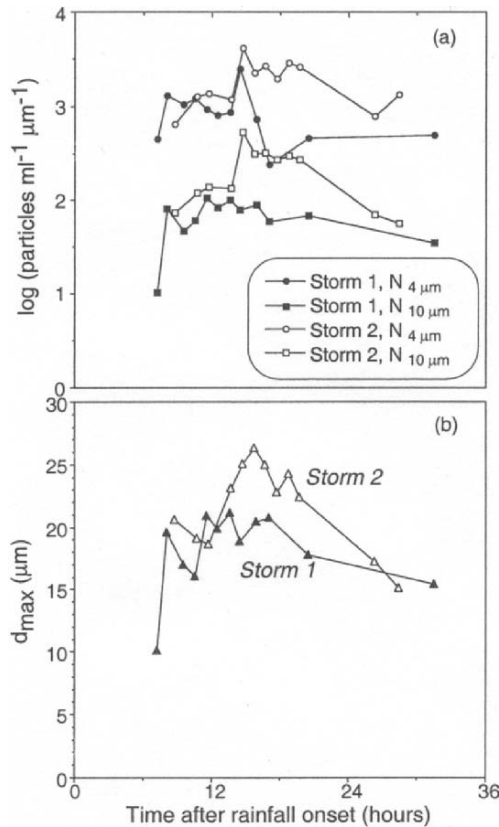 (a)
4
3
2
1
0
log (particles ml⁻¹ μm⁻¹)
Storm 1, N 4 μm
Storm 1, N 10 μm
Storm 2, N 4 μm
Storm 2, N 10 μm
(b)
30
25
20
15
10
5
0
dmax (μm)
Storm 2
Storm 1
0 12 24 36
Time after rainfall onset (hours)